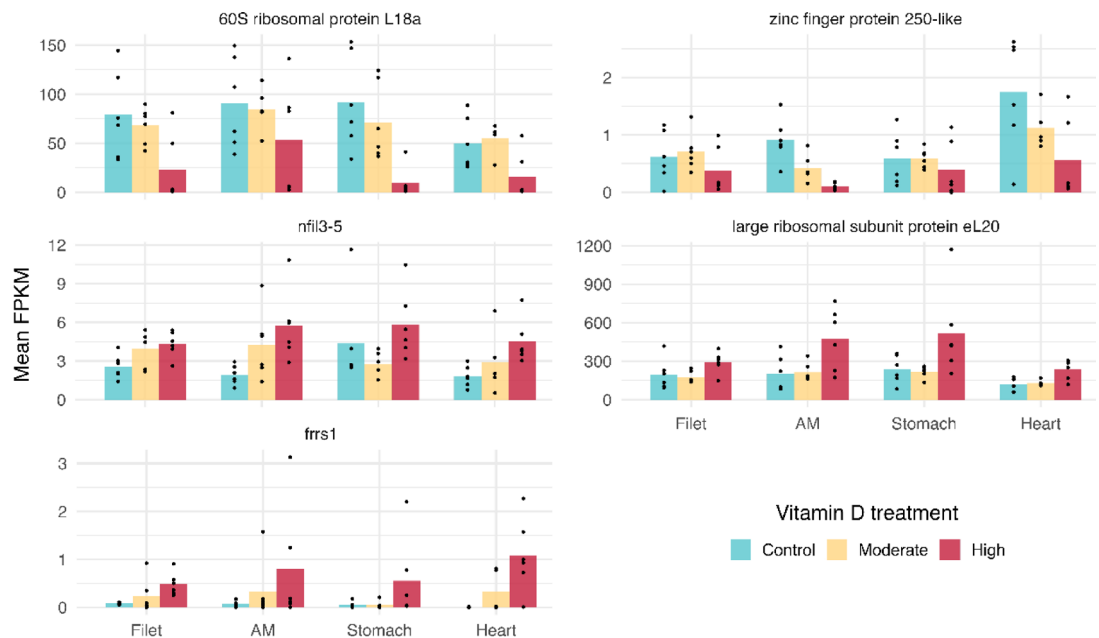 60S ribosomal protein L18a
150
100
50
0
zinc finger protein 250-like
2
1
0
nfil3-5
12
9
6
3
0
large ribosomal subunit protein eL20
1200
900
600
300
0
Filet AM Stomach Heart
Mean FPKM
frrs1
3
2
1
0
Filet AM Stomach Heart
Vitamin D treatment
Control Moderate High